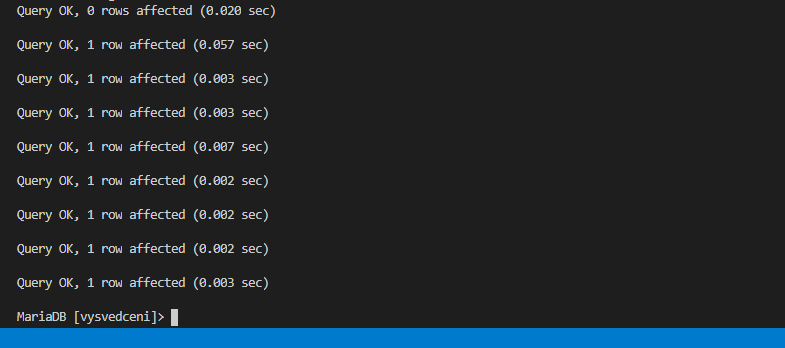 Query OK, 0 rows affected (0.020 sec)
Query OK, 1 row affected (0.057 sec)
Query OK, 1 row affected (0.003 sec)
Query OK, 1 row affected (0.003 sec)
Query OK, 1 row affected (0.007 sec)
Query OK, 1 row affected (0.002 sec)
Query OK, 1 row affected (0.002 sec)
Query OK, 1 row affected (0.002 sec)
Query OK, 1 row affected (0.003 sec)
MariaDB [vysvedceni]>